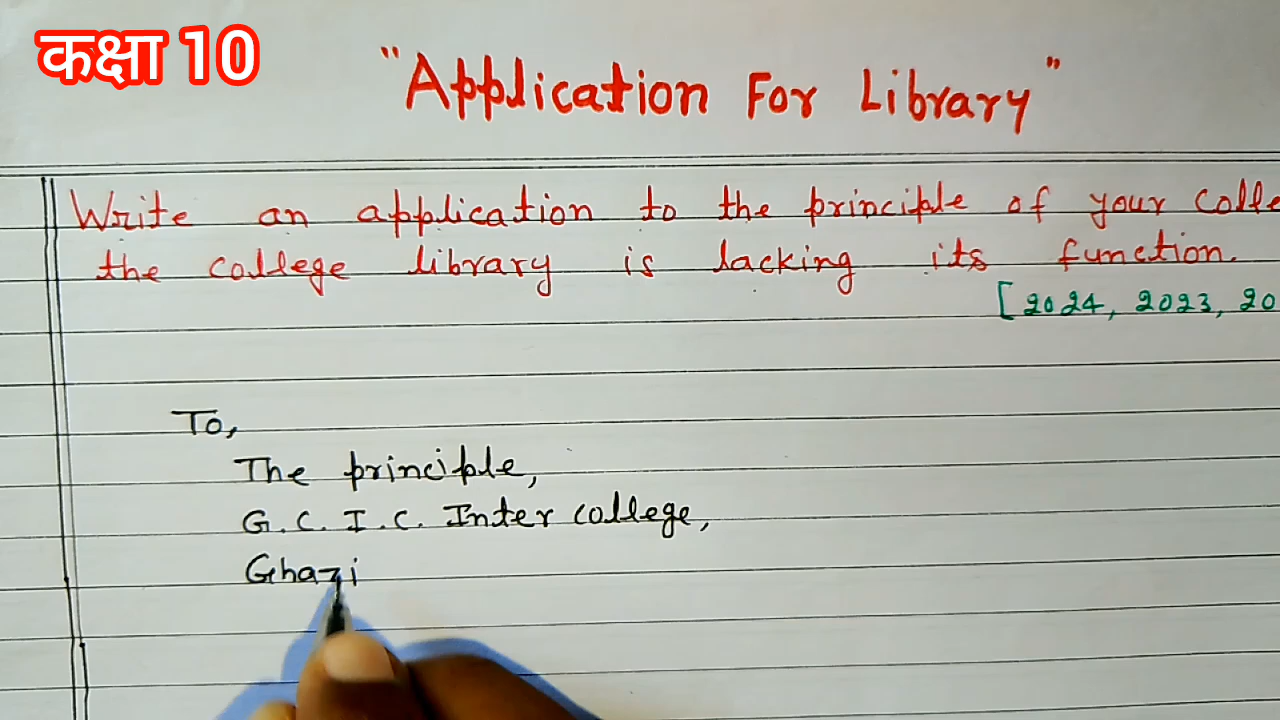 कक्षा 10
"Application For Library"
Write an application to the principle of your colle
the college library is lacking its function.
[2024, 2023, 20
To,
The principle,
G.C.I.C. Inter college,
Ghazi